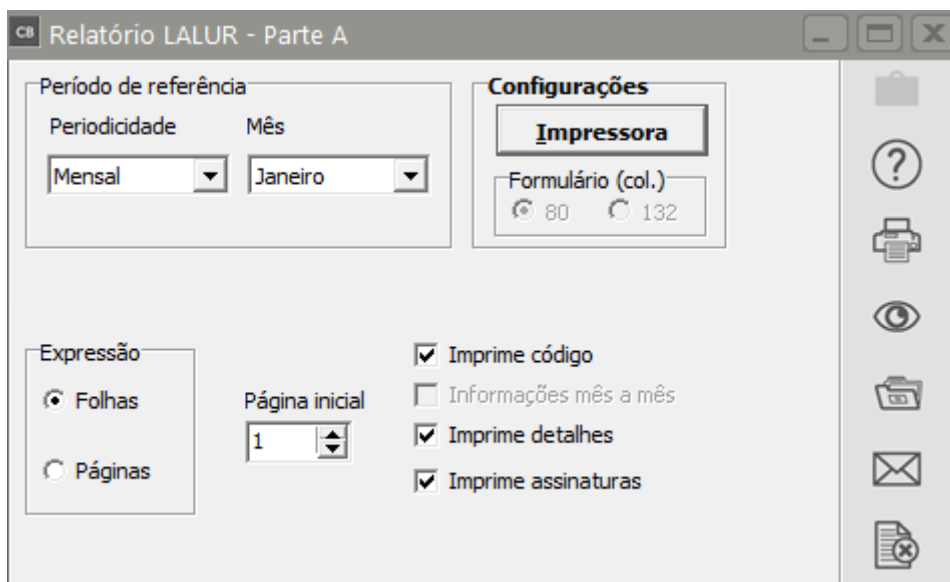 CB Relatório LALUR - Parte A
Período de referência
Periodicidade Mês
Mensal Janeiro
Configurações
Impressora
Formulário (col.)
80 132
Expressão
Folhas
Páginas
Página inicial
1
Imprime código
Informações mês a mês
Imprime detalhes
Imprime assinaturas